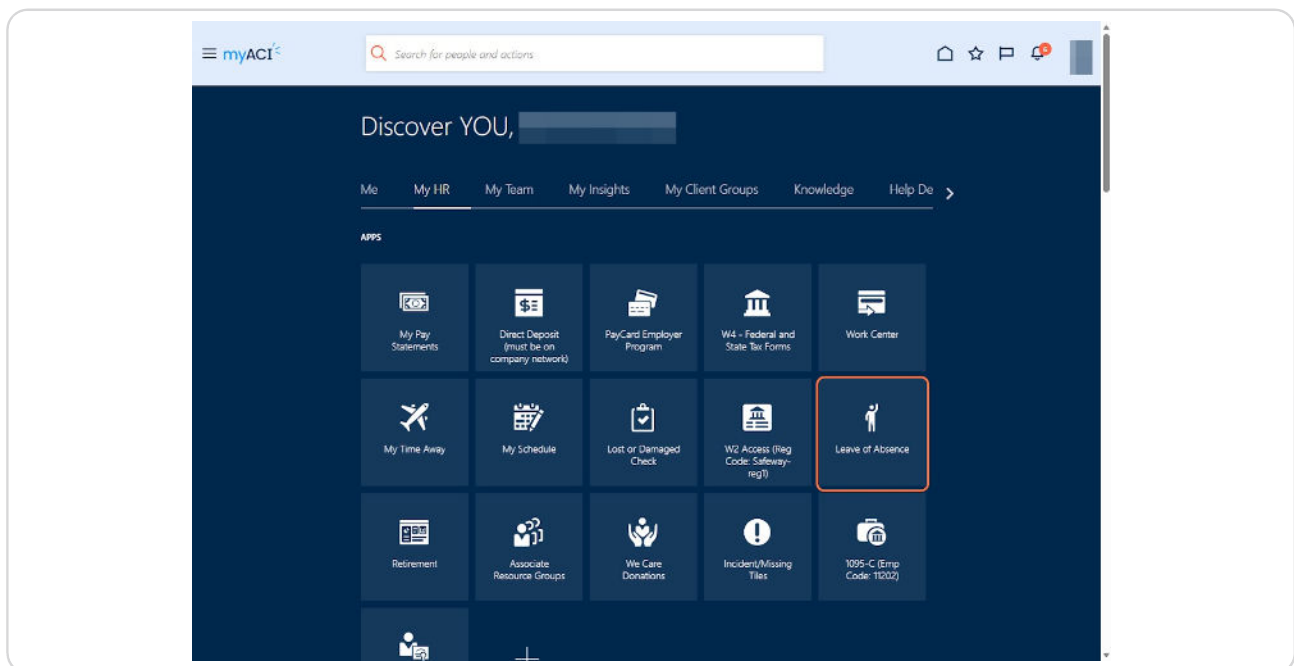 myACI
Search for people and actions
6
Discover YOU,
Me My HR My Team My Insights My Client Groups Knowledge Help De
APPS
My Pay
Statements
Direct Deposit
(must be on
company network)
PayCard Employer
Program
W4 - Federal and
State Tax Forms
Work Center
My Time Away
My Schedule
Lost or Damaged
Check
W2 Access (Reg
Code: Safeway-
reg1)
Leave of Absence
Retirement
Associate
Resource Groups
We Care
Donations
Incident/Missing
Tiles
1095-C (Emp
Code: 11202)